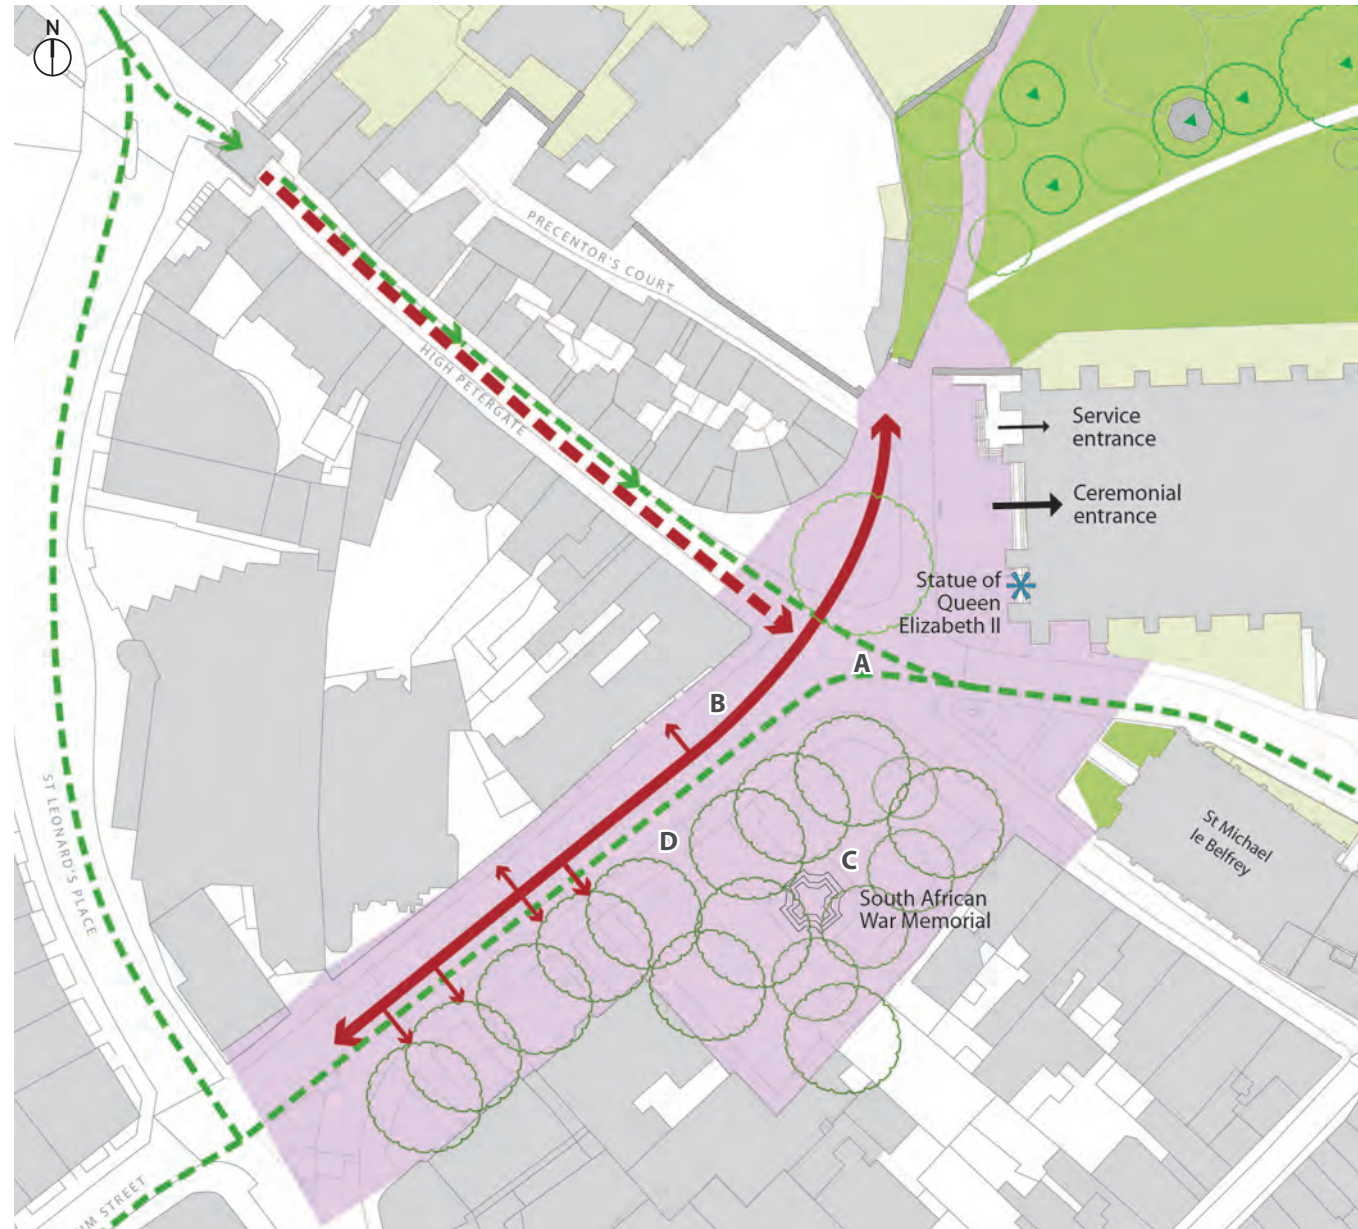 N
PRECENTOR'S COURT
HIGH PETERGATE
Service
entrance
Ceremonial
entrance
Statue of
Queen
Elizabeth II
A
B
ST LEONARD'S PLACE
D
C
South African
War Memorial
St Michael
le Belfrey
STREET